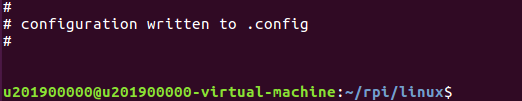 #
# configuration written to .config
#
u201900000@u201900000-virtual-machine:~/rpi/linux$